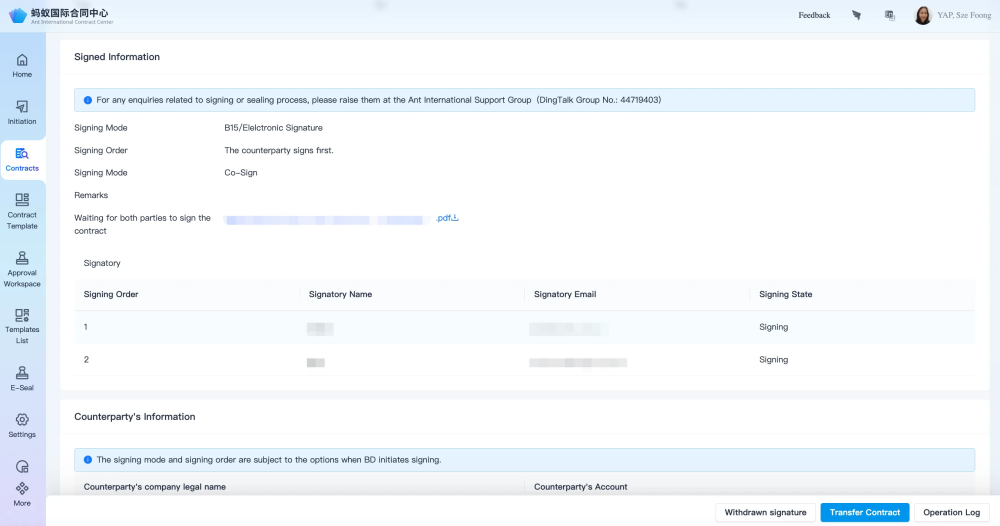 蚂蚁国际合同中心
Ant International Contract Center
Feedback
YAP, Sze Foong
Home
Initiation
Contracts
Contract
Template
Approval
Workspace
Templates
List
E-Seal
Settings
More
Signed Information
For any enquiries related to signing or sealing process, please raise them at the Ant International Support Group（DingTalk Group No.: 44719403)
Signing Mode B15/Elelctronic Signature
Signing Order The counterparty signs first.
Signing Mode Co-Sign
Remarks
Waiting for both parties to sign the
contract .pdf
Signatory
Signing Order Signatory Name Signatory Email Signing State
1 Signing
2 Signing
Counterparty's Information
The signing mode and signing order are subject to the options when BD initiates signing.
Counterparty's company legal name Counterparty's Account
Withdrawn signature Transfer Contract Operation Log